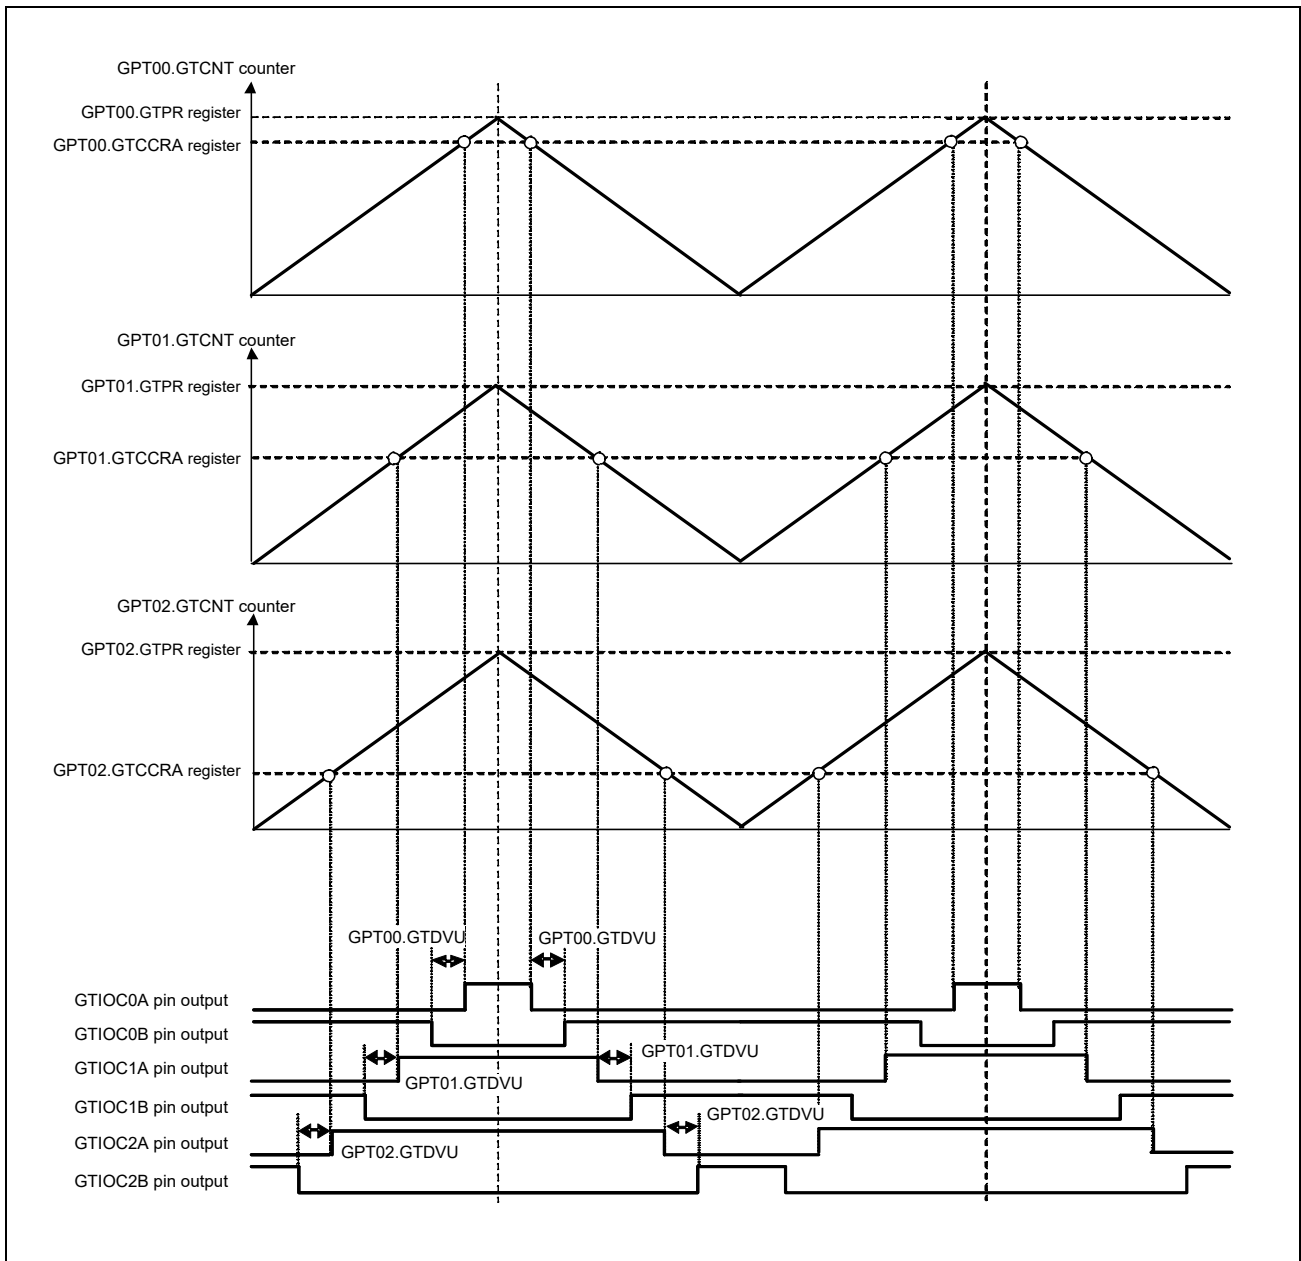 GPT00.GTCNT counter
GPT00.GTPR register
GPT00.GTCCRA register
GPT01.GTCNT counter
GPT01.GTPR register
GPT01.GTCCRA register
GPT02.GTCNT counter
GPT02.GTPR register
GPT02.GTCCRA register
GPT00.GTDVU GPT00.GTDVU
GTIOC0A pin output
GTIOC0B pin output
GPT01.GTDVU
GTIOC1A pin output
GPT01.GTDVU
GTIOC1B pin output
GPT02.GTDVU
GTIOC2A pin output
GPT02.GTDVU
GTIOC2B pin output